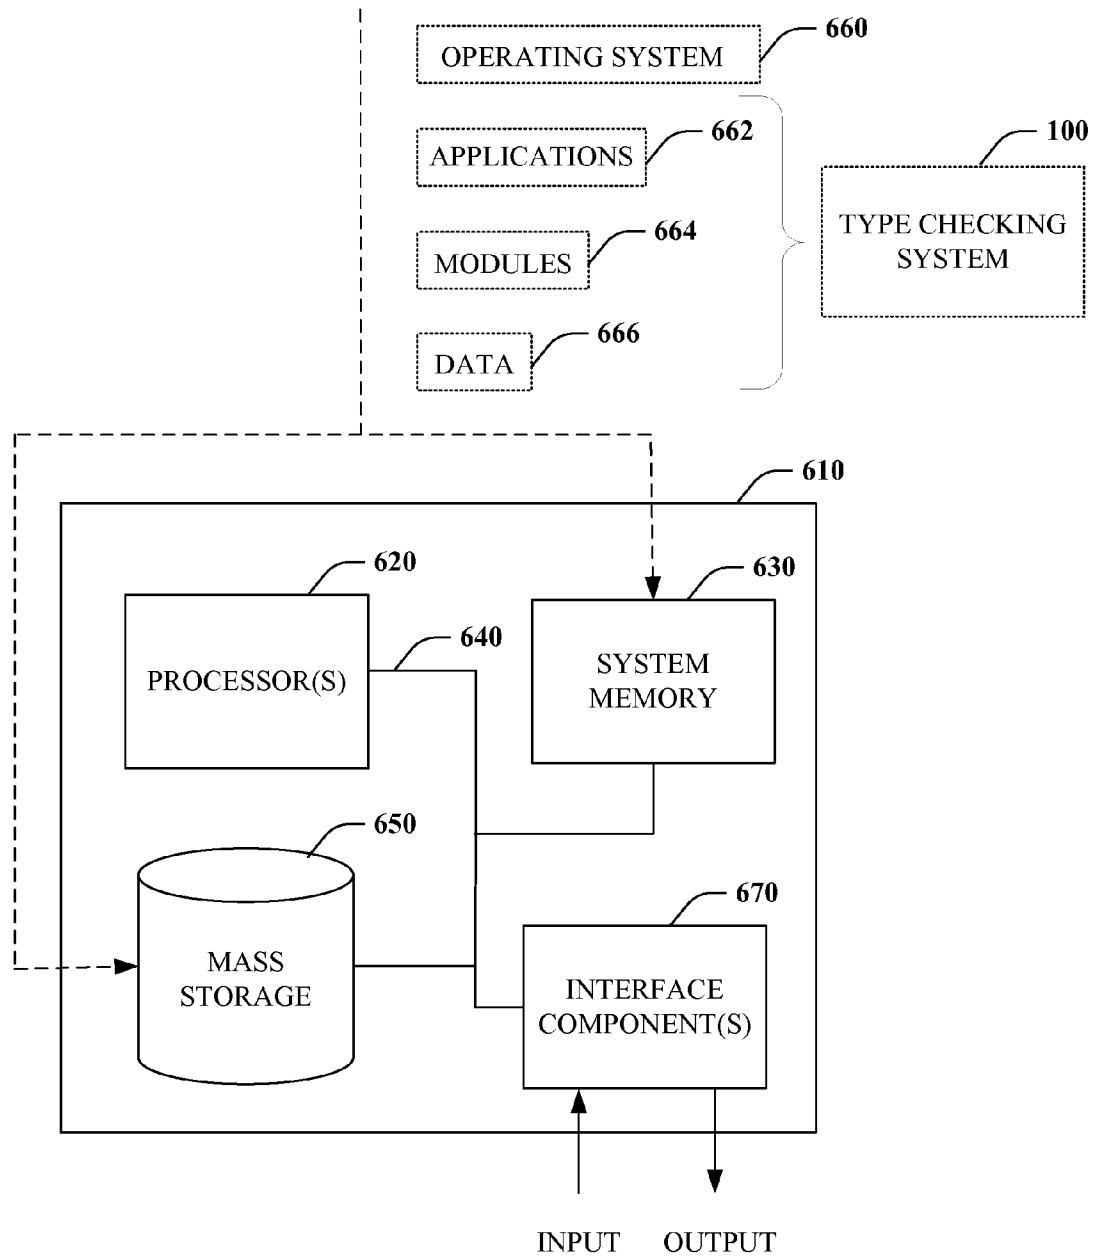 660
OPERATING SYSTEM
662
APPLICATIONS
100
TYPE CHECKING
SYSTEM
664
MODULES
666
DATA
610
620
PROCESSOR(S)
630
SYSTEM
MEMORY
640
650
MASS
STORAGE
670
INTERFACE
COMPONENT(S)
INPUT
OUTPUT